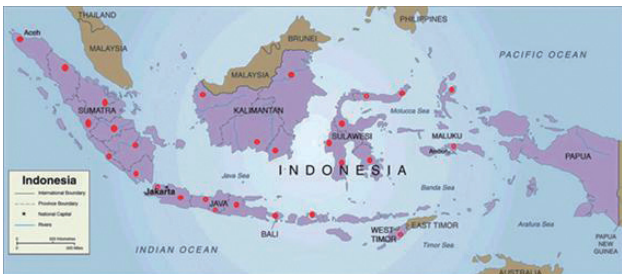 THAILAND
PHILIPPINES
Aceh
BRUNEI
MALAYSIA
PACIFIC OCEAN
MALAYSIA
Molucca Sea
SUMATRA
KALIMANTAN
SULAWESI
MALUKU
Ambon
PAPUA
INDONESIA
Java Sea
Banda Sea
Jakarta
JAVA
BALI
WEST
TIMOR
EAST TIMOR
Arafura Sea
Timor Sea
INDIAN OCEAN
PAPUA
NEW
GUINEA
AUSTRALIA
Indonesia
International Boundary
Province Boundary
National Capital
Rivers